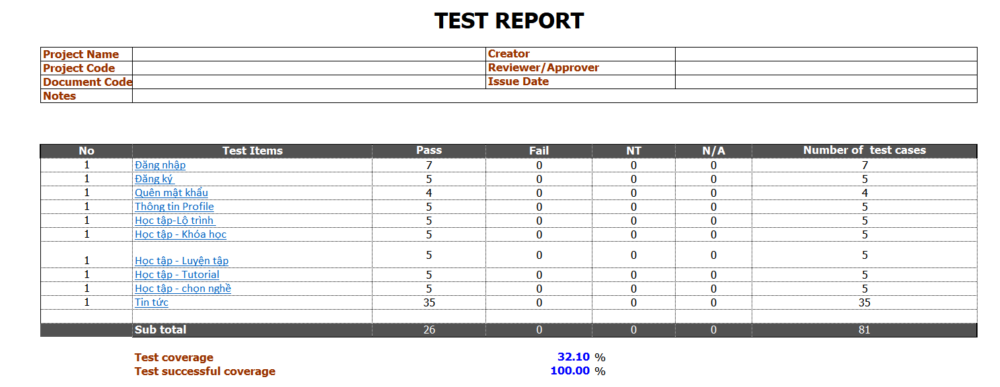 TEST REPORT
Project Name Creator
Project Code Reviewer/Approver
Document Code Issue Date
Notes
No Test Items Pass Fail NT N/A Number of test cases
1 Đăng nhập 7 0 0 0 7
1 Đăng ký 5 0 0 0 5
1 Quên mật khẩu 4 0 0 0 4
1 Thông tin Profile 5 0 0 0 5
1 Học tập-Lộ trình 5 0 0 0 5
1 Học tập - Khóa học 5 0 0 0 5
1 Học tập - Luyện tập 5 0 0 0 5
1 Học tập - Tutorial 5 0 0 0 5
1 Học tập - chọn nghề 5 0 0 0 5
1 Tin tức 35 0 0 0 35
Sub total 26 0 0 0 81
Test coverage 32.10 %
Test successful coverage 100.00 %